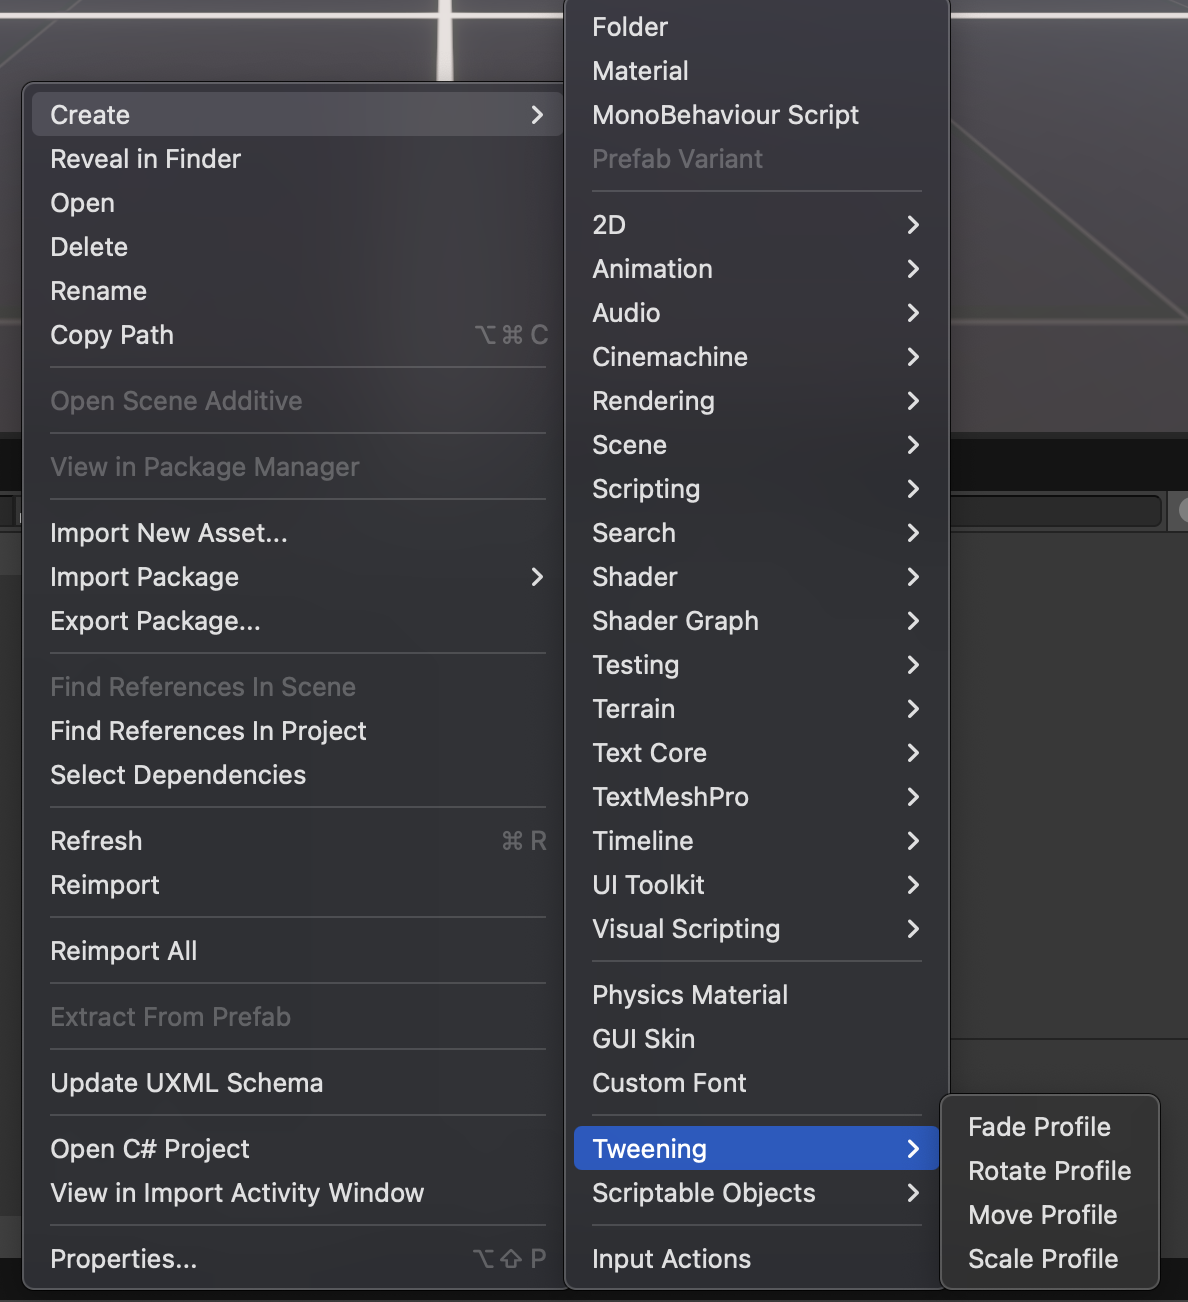 Create
Reveal in Finder
Open
Delete
Rename
Copy Path ⌥⌘ C
Open Scene Additive
View in Package Manager
Import New Asset...
Import Package
Export Package...
Find References In Scene
Find References In Project
Select Dependencies
Refresh ⌘ R
Reimport
Reimport All
Extract From Prefab
Update UXML Schema
Open C# Project
View in Import Activity Window
Properties... ⌥⇧ P
Folder
Material
MonoBehaviour Script
Prefab Variant
2D
Animation
Audio
Cinemachine
Rendering
Scene
Scripting
Search
Shader
Shader Graph
Testing
Terrain
Text Core
TextMeshPro
Timeline
UI Toolkit
Visual Scripting
Physics Material
GUI Skin
Custom Font
Tweening
Scriptable Objects
Input Actions
Fade Profile
Rotate Profile
Move Profile
Scale Profile